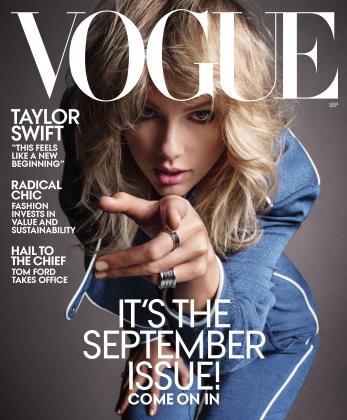 VOGUE
SEP
TAYLOR
SWIFT
“THIS FEELS
LIKE A NEW
BEGINNING”
RADICAL
CHIC
FASHION
INVESTS IN
VALUE AND
SUSTAINABILITY
HAIL TO
THE CHIEF
TOM FORD
TAKES OFFICE
IT’S THE
SEPTEMBER
ISSUE!
COME ON IN